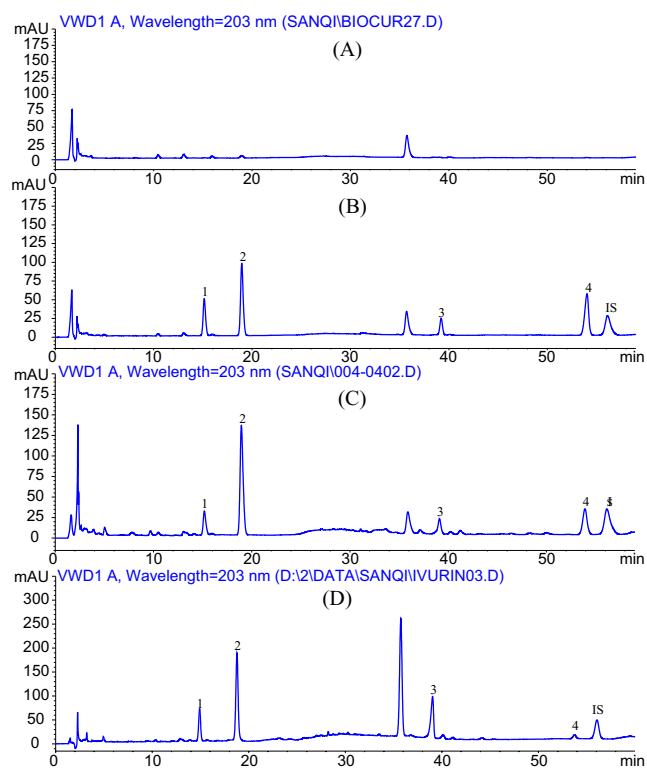 VWD1 A, Wavelength=203 nm (SANQI\BIOCUR27.D)
mAU
(A)
175
150
125
100
75
50
25
0
0 10 20 30 40 50 min
mAU
(B)
175
150
125
100
75
50
25
0
1 2 3 4 IS
0 10 20 30 40 50 min
VWD1 A, Wavelength=203 nm (SANQI\004-0402.D)
mAU
(C)
175
150
125
100
75
50
25
0
1 2 3 4
0 10 20 30 40 50 min
VWD1 A, Wavelength=203 nm (D:\2\DATA\SANQI\IVURIN03.D)
mAU
(D)
300
250
200
150
100
50
0
1 2 3 4 IS
0 10 20 30 40 50 min